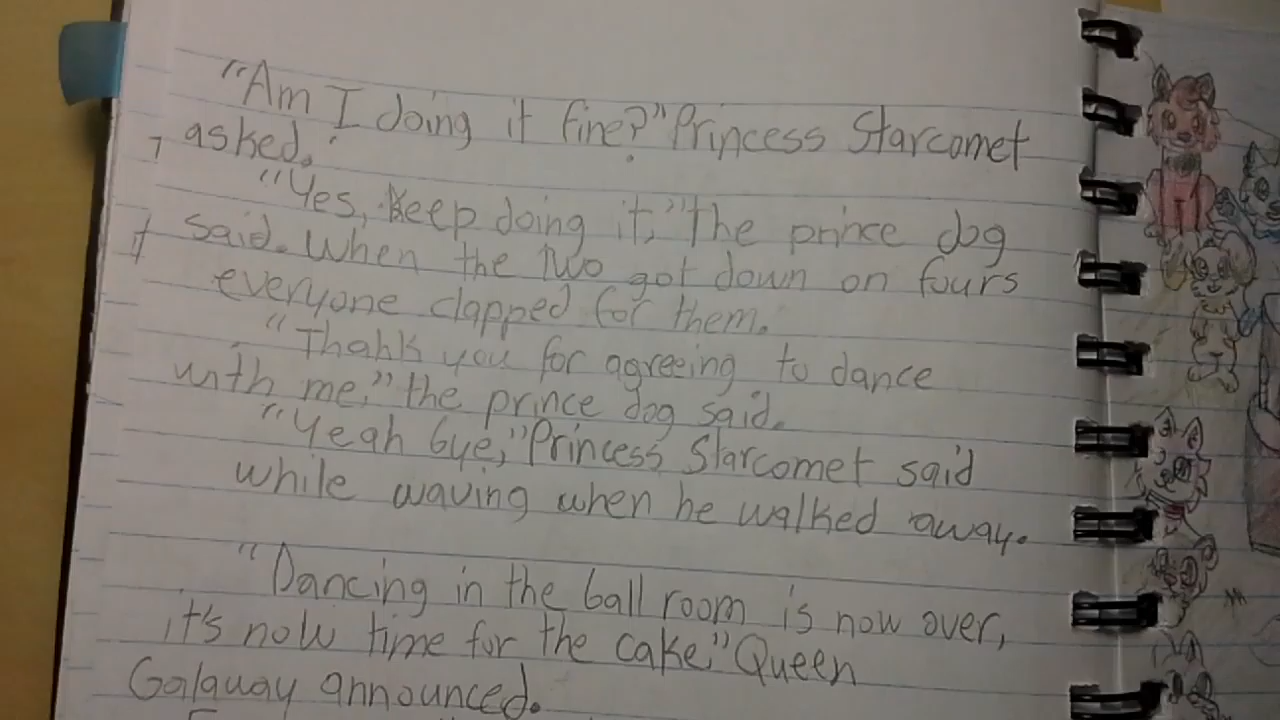 "Am I doing it fine?" Princess Starcomet
asked.
"Yes, keep doing it," the prince dog
said. When the two got down on fours
everyone clapped for them.
"Thank you for agreeing to dance
with me," the prince dog said.
"Yeah bye," Princess Starcomet said
while waving when he walked away.
"Dancing in the ball room is now over,
it's now time for the cake," Queen
Galquay announced.